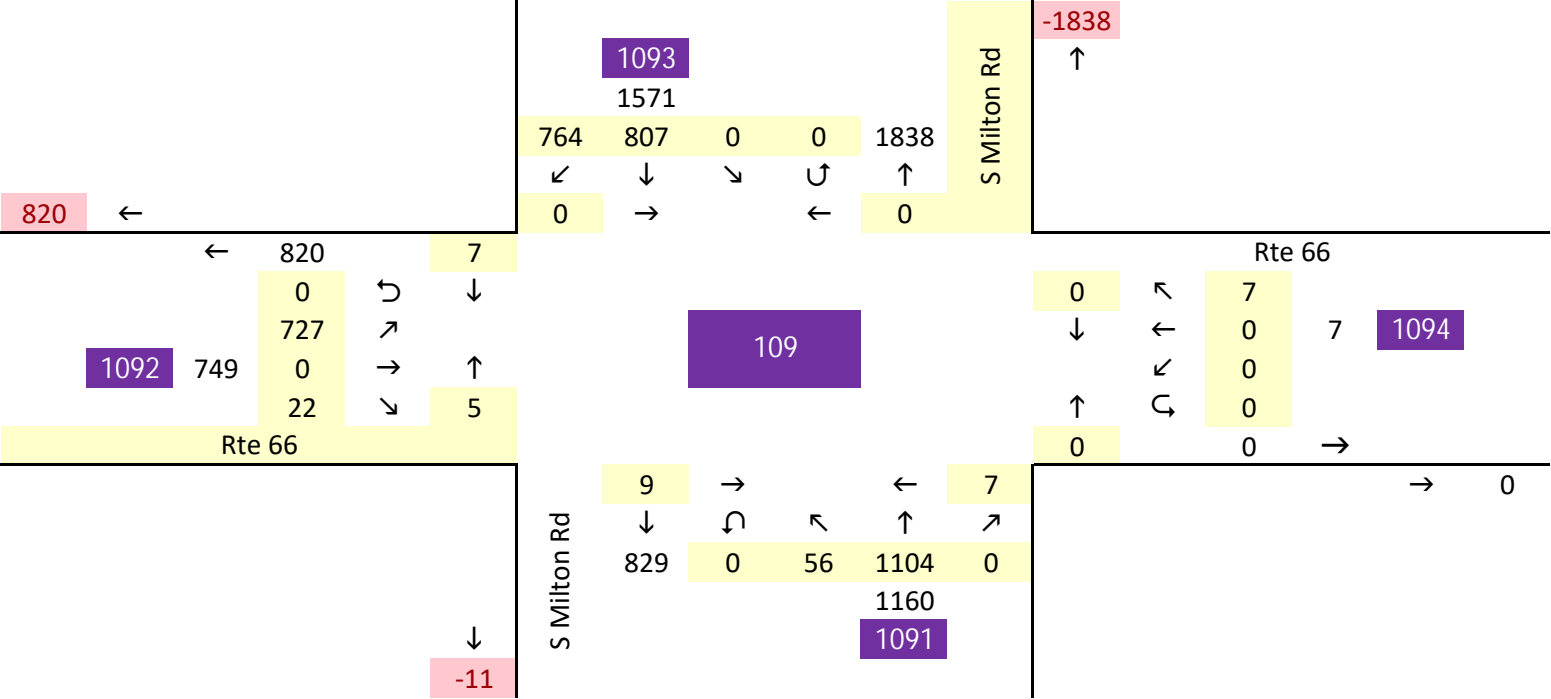 -1838
1093 ↑
1571
764 807 0 0 1838
↙ ↓ ↘ ⮍ ↑
S Milton Rd
820 ← 0 → ← 0
← 820 7 Rte 66
0 ⮌ ↓ 0 ↖ 7
727 ↗ 109 ↓ ← 0 7 1094
1092 749 0 → ↑ ↙ 0
22 ↘ 5 ↑ ⮎ 0
Rte 66 0 0 →
9 → ← 7 → 0
↓ ⮏ ↖ ↑ ↗
S Milton Rd
829 0 56 1104 0
1160
↓ 1091
-11